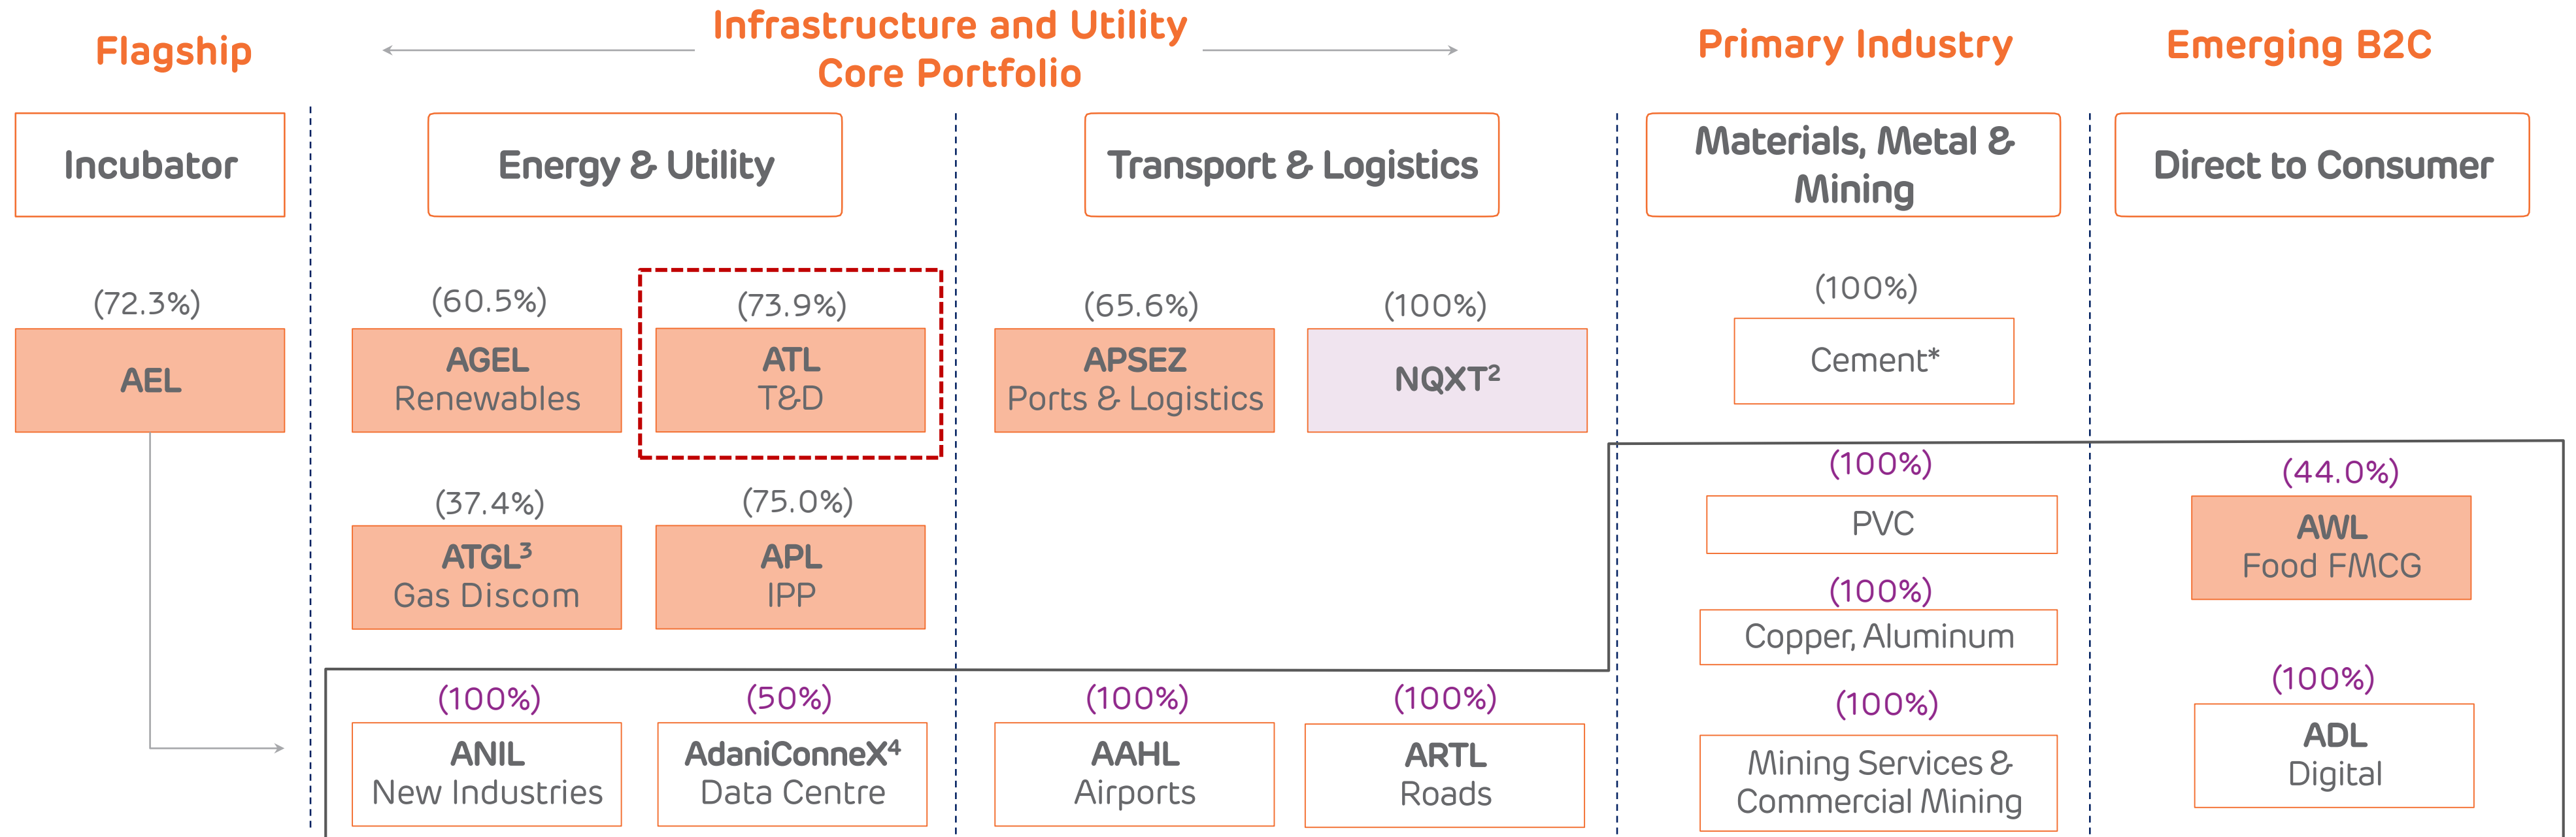 Flagship
Infrastructure and Utility
Core Portfolio
Primary Industry
Emerging B2C
Incubator
Energy & Utility
Transport & Logistics
Materials, Metal &
Mining
Direct to Consumer
(72.3%)
AEL
(60.5%)
AGEL
Renewables
(73.9%)
ATL
T&D
(65.6%)
APSEZ
Ports & Logistics
(100%)
NQXT²
(100%)
Cement*
(37.4%)
ATGL³
Gas Discom
(75.0%)
APL
IPP
(100%)
PVC
(44.0%)
AWL
Food FMCG
(100%)
Copper, Aluminum
(100%)
ANIL
New Industries
(50%)
AdaniConneX⁴
Data Centre
(100%)
AAHL
Airports
(100%)
ARTL
Roads
(100%)
Mining Services &
Commercial Mining
(100%)
ADL
Digital